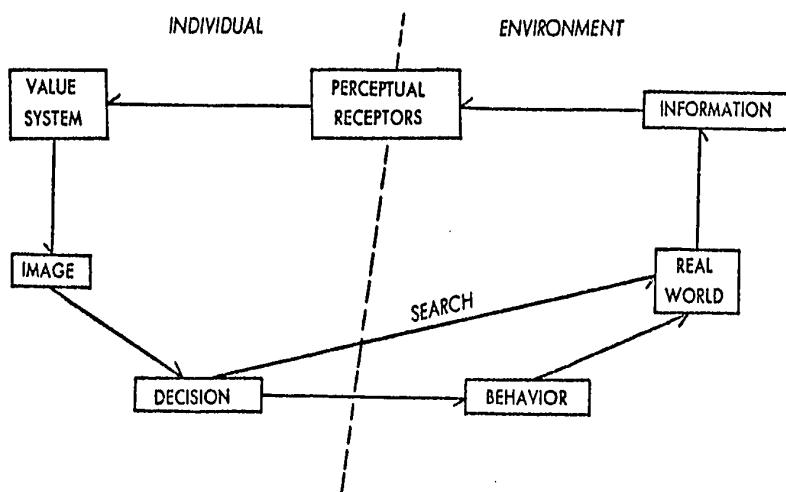 INDIVIDUAL
ENVIRONMENT
VALUE
SYSTEM
PERCEPTUAL
RECEPTORS
INFORMATION
IMAGE
REAL
WORLD
SEARCH
DECISION
BEHAVIOR